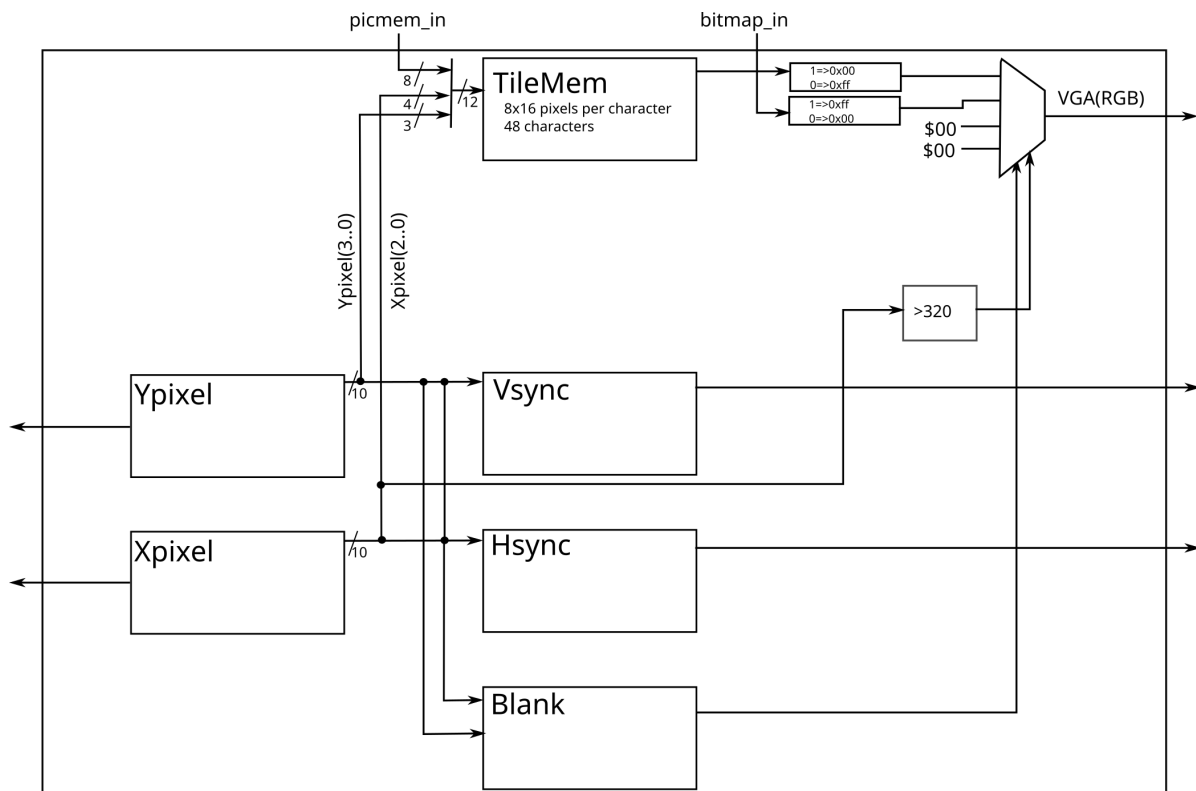 picmem_in
bitmap_in
8
4
3
12
TileMem
8x16 pixels per character
48 characters
1=>0x00
0=>0xff
1=>0xff
0=>0x00
$00
$00
VGA(RGB)
Ypixel(3..0)
Xpixel(2..0)
>320
Ypixel
10
Vsync
Xpixel
10
Hsync
Blank